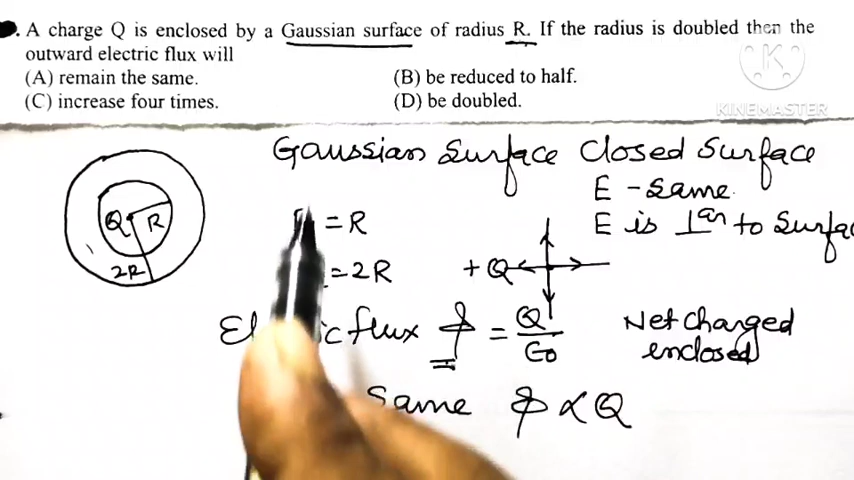 . A charge Q is enclosed by a Gaussian surface of radius R. If the radius is doubled then the
outward electric flux will
(A) remain the same. (B) be reduced to half.
(C) increase four times. (D) be doubled.
K
KINEMASTER
Gaussian Surface Closed Surface
E - same.
Q R = R E is ⊥ar to Surfac
2R = 2R +Q
flux ϕ = Q/ϵ0 Net charged
enclosed
Same ϕ ∝ Q